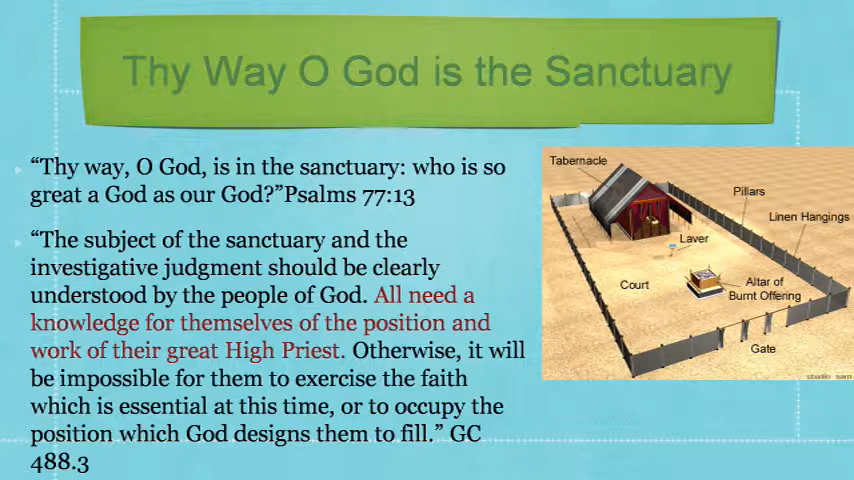 Thy Way O God is the Sanctuary
“Thy way, O God, is in the sanctuary: who is so
great a God as our God?”Psalms 77:13
“The subject of the sanctuary and the
investigative judgment should be clearly
understood by the people of God. All need a
knowledge for themselves of the position and
work of their great High Priest. Otherwise, it will
be impossible for them to exercise the faith
which is essential at this time, or to occupy the
position which God designs them to fill.” GC
488.3
Tabernacle
Pillars
Linen Hangings
Laver
Court
Altar of
Burnt Offering
Gate